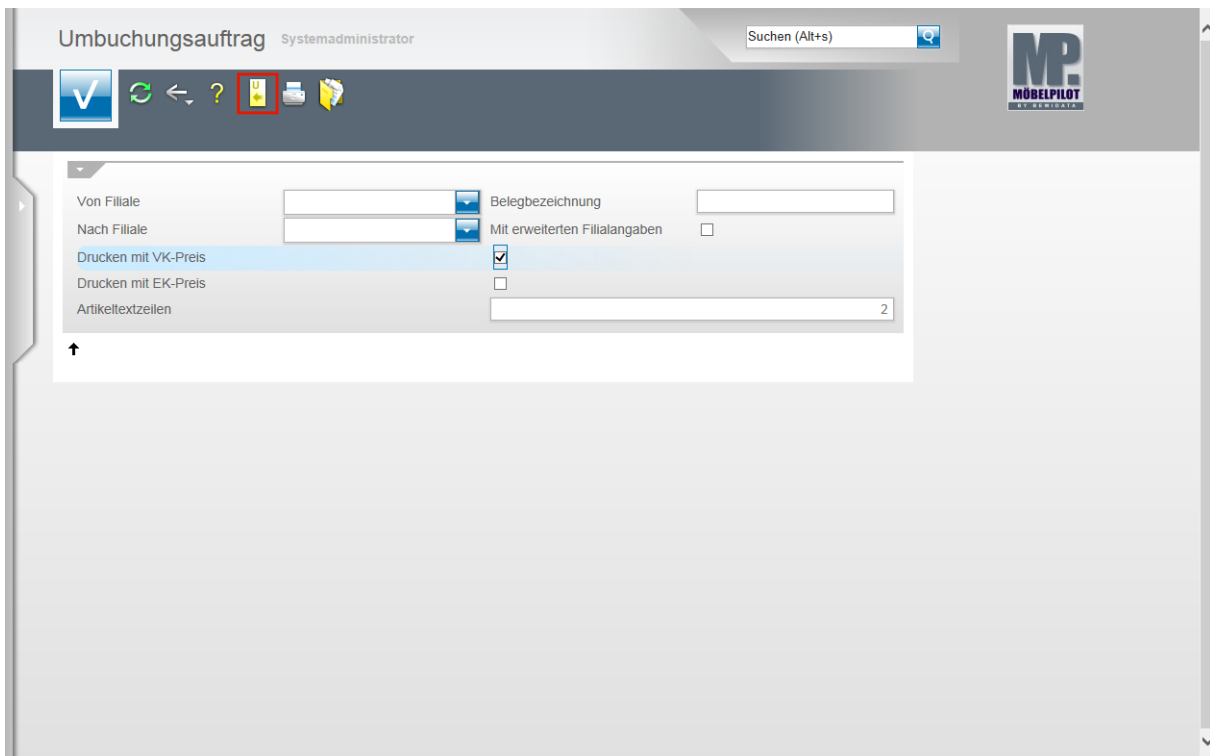 Umbuchungsauftrag Systemadministrator
Suchen (Alt+s)
MP.
MÖBELPILOT
BY BEWIDATA
?
U
Von Filiale
Belegbezeichnung
Nach Filiale
Mit erweiterten Filialangaben
Drucken mit VK-Preis
Drucken mit EK-Preis
Artikeltextzeilen
2